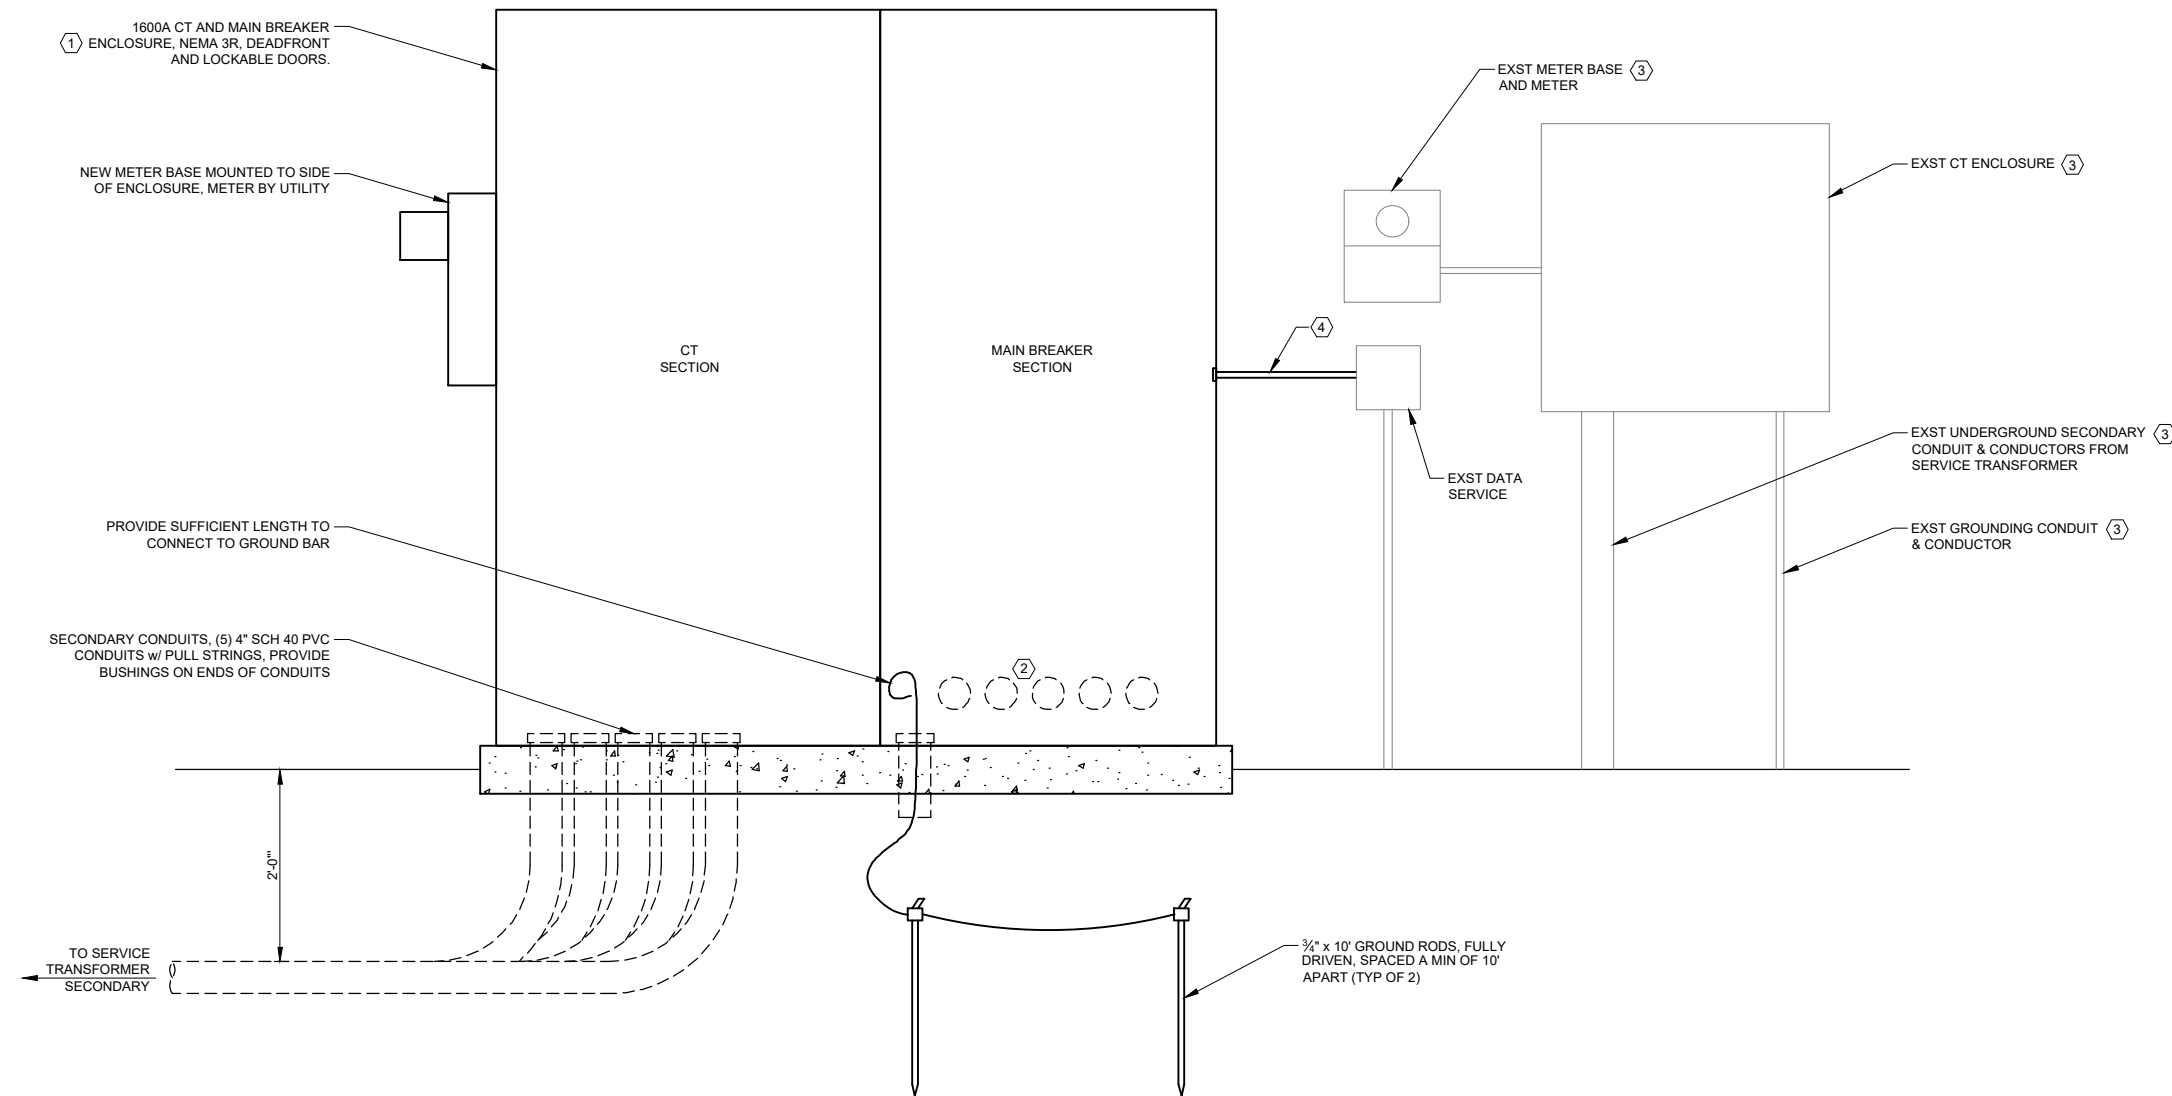 1600A CT AND MAIN BREAKER
1 ENCLOSURE, NEMA 3R, DEADFRONT
AND LOCKABLE DOORS.
EXST METER BASE 3
AND METER
EXST CT ENCLOSURE 3
NEW METER BASE MOUNTED TO SIDE
OF ENCLOSURE, METER BY UTILITY
4
CT
SECTION
MAIN BREAKER
SECTION
EXST UNDERGROUND SECONDARY 3
CONDUIT & CONDUCTORS FROM
SERVICE TRANSFORMER
EXST DATA
SERVICE
PROVIDE SUFFICIENT LENGTH TO
CONNECT TO GROUND BAR
EXST GROUNDING CONDUIT 3
& CONDUCTOR
SECONDARY CONDUITS, (5) 4" SCH 40 PVC
CONDUITS w/ PULL STRINGS, PROVIDE
BUSHINGS ON ENDS OF CONDUITS
2
2'-0"'
TO SERVICE
TRANSFORMER
SECONDARY
¾" x 10' GROUND RODS, FULLY
DRIVEN, SPACED A MIN OF 10'
APART (TYP OF 2)